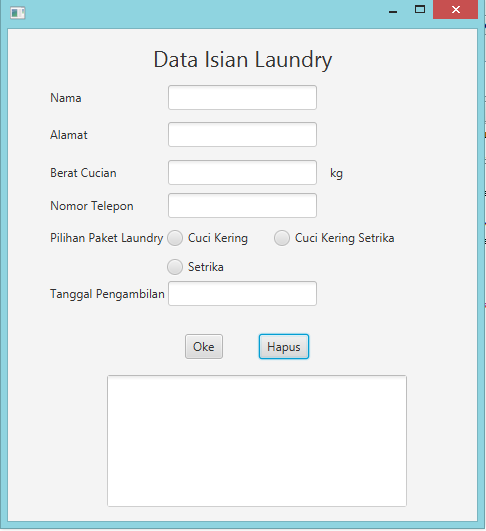 Data Isian Laundry
Nama
Alamat
Berat Cucian kg
Nomor Telepon
Pilihan Paket Laundry Cuci Kering Cuci Kering Setrika
Setrika
Tanggal Pengambilan
Oke Hapus